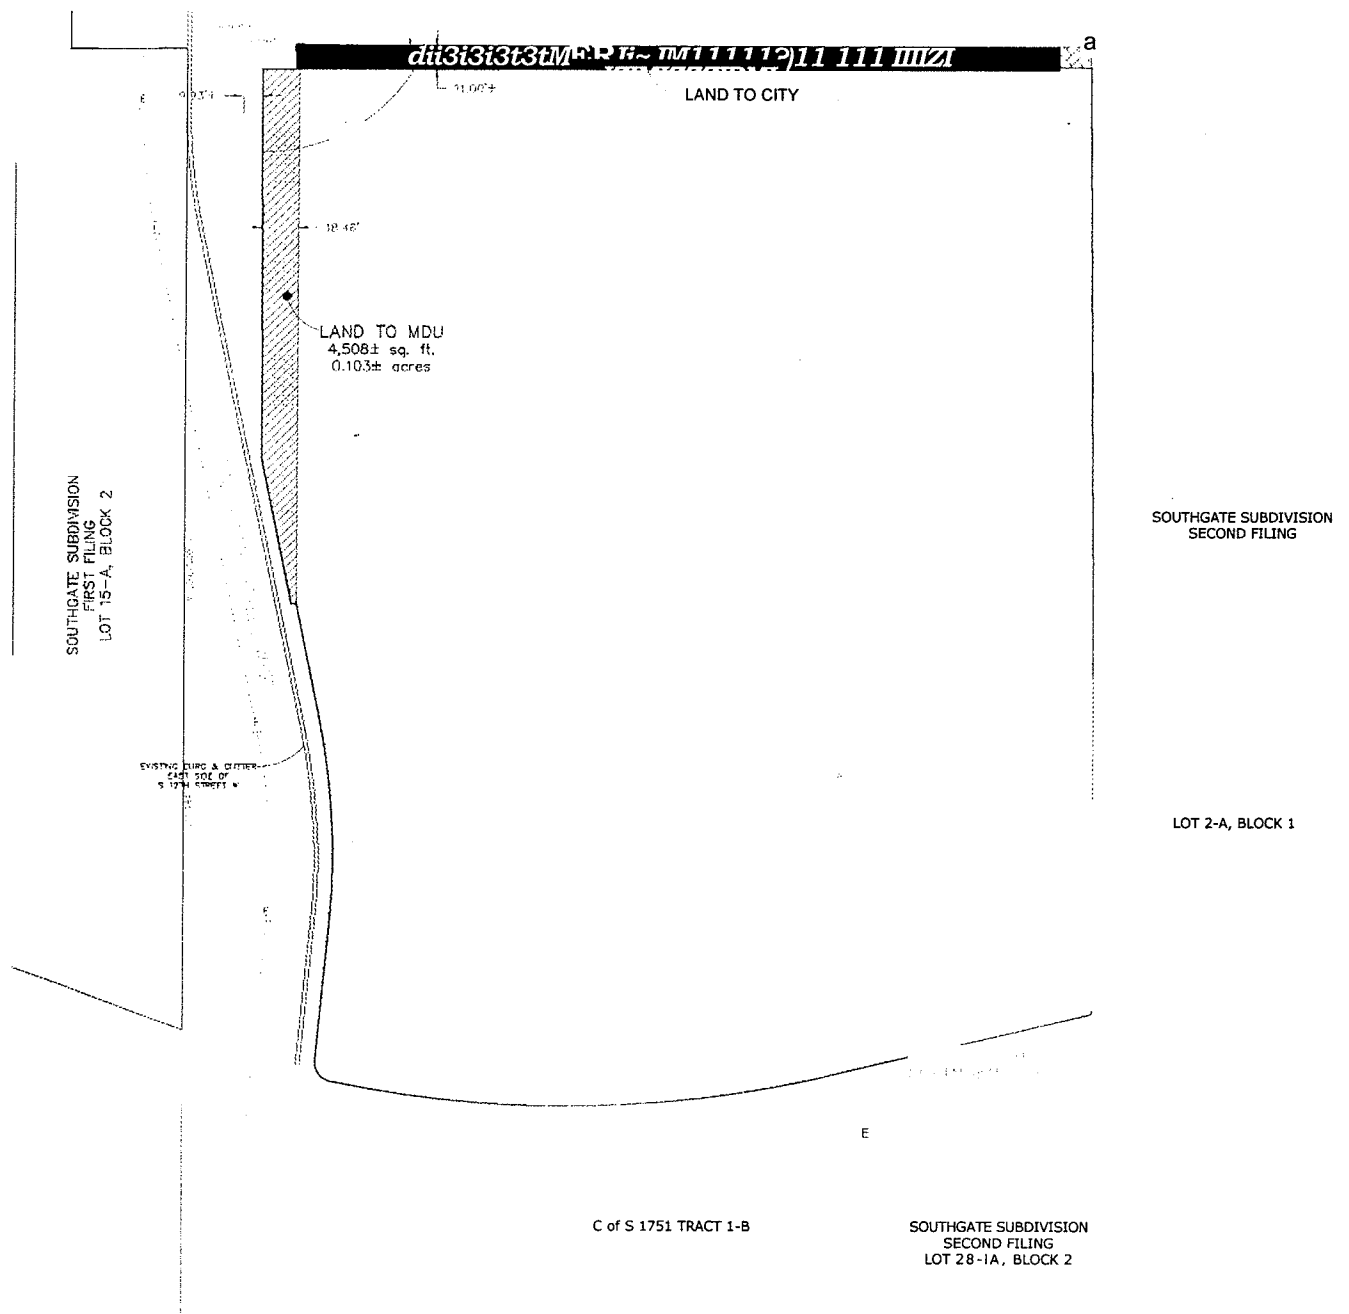 a
LAND TO CITY
LAND TO MDU
4,508± sq. ft.
0.103± acres
SOUTHGATE SUBDIVISION
FIRST FILING
LOT 15-A, BLOCK 2
SOUTHGATE SUBDIVISION
SECOND FILING
EXISTING CURB & GUTTER
EAST SIDE OF
S 12TH STREET W
LOT 2-A, BLOCK 1
E
C of S 1751 TRACT 1-B
SOUTHGATE SUBDIVISION
SECOND FILING
LOT 28-1A, BLOCK 2